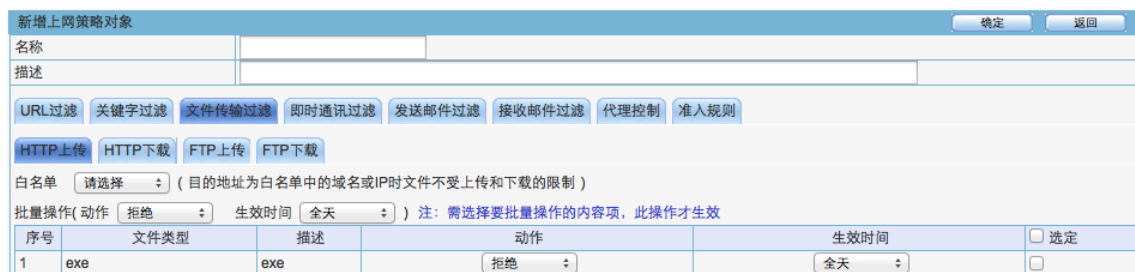 新增上网策略对象 确定 返回
名称
描述
URL过滤 关键字过滤 文件传输过滤 即时通讯过滤 发送邮件过滤 接收邮件过滤 代理控制 准入规则
HTTP上传 HTTP下载 FTP上传 FTP下载
白名单 请选择 ( 目的地址为白名单中的域名或IP时文件不受上传和下载的限制 )
批量操作( 动作 拒绝 生效时间 全天 ) 注：需选择要批量操作的内容项，此操作才生效
序号 文件类型 描述 动作 生效时间 选定
1 exe exe 拒绝 全天